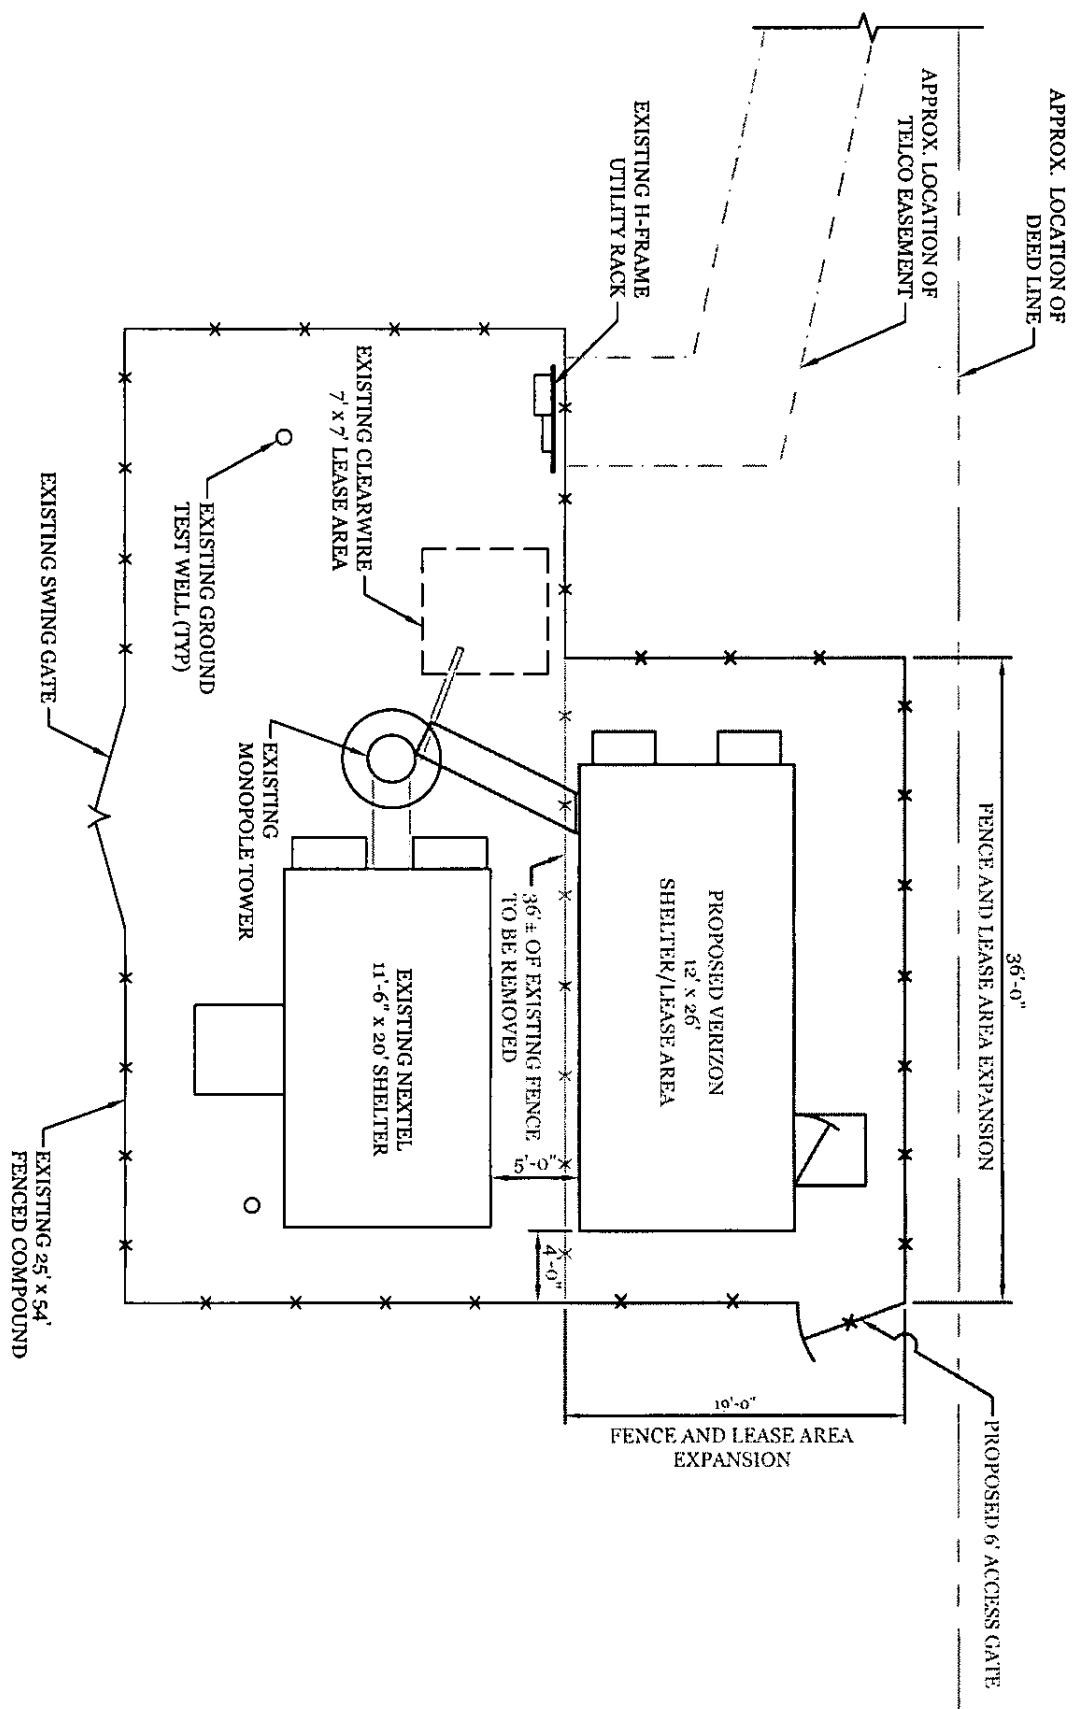 APPROX. LOCATION OF
DEED LINE
APPROX. LOCATION OF
TELCO EASEMENT
EXISTING H-FRAME
UTILITY RACK
EXISTING CLEARWIRE
7' x 7' LEASE AREA
EXISTING GROUND
TEST WELL (TYP)
EXISTING SWING GATE
EXISTING
MONOPOLE TOWER
36'-0"
FENCE AND LEASE AREA EXPANSION
PROPOSED VERIZON
12' x 26'
SHELTER/LEASE AREA
36'± OF EXISTING FENCE
TO BE REMOVED
EXISTING NEXTEL
11'-6" x 20' SHELTER
5'-0"
4'-0"
EXISTING 25' x 54'
FENCED COMPOUND
19'-0"
FENCE AND LEASE AREA
EXPANSION
PROPOSED 6' ACCESS GATE